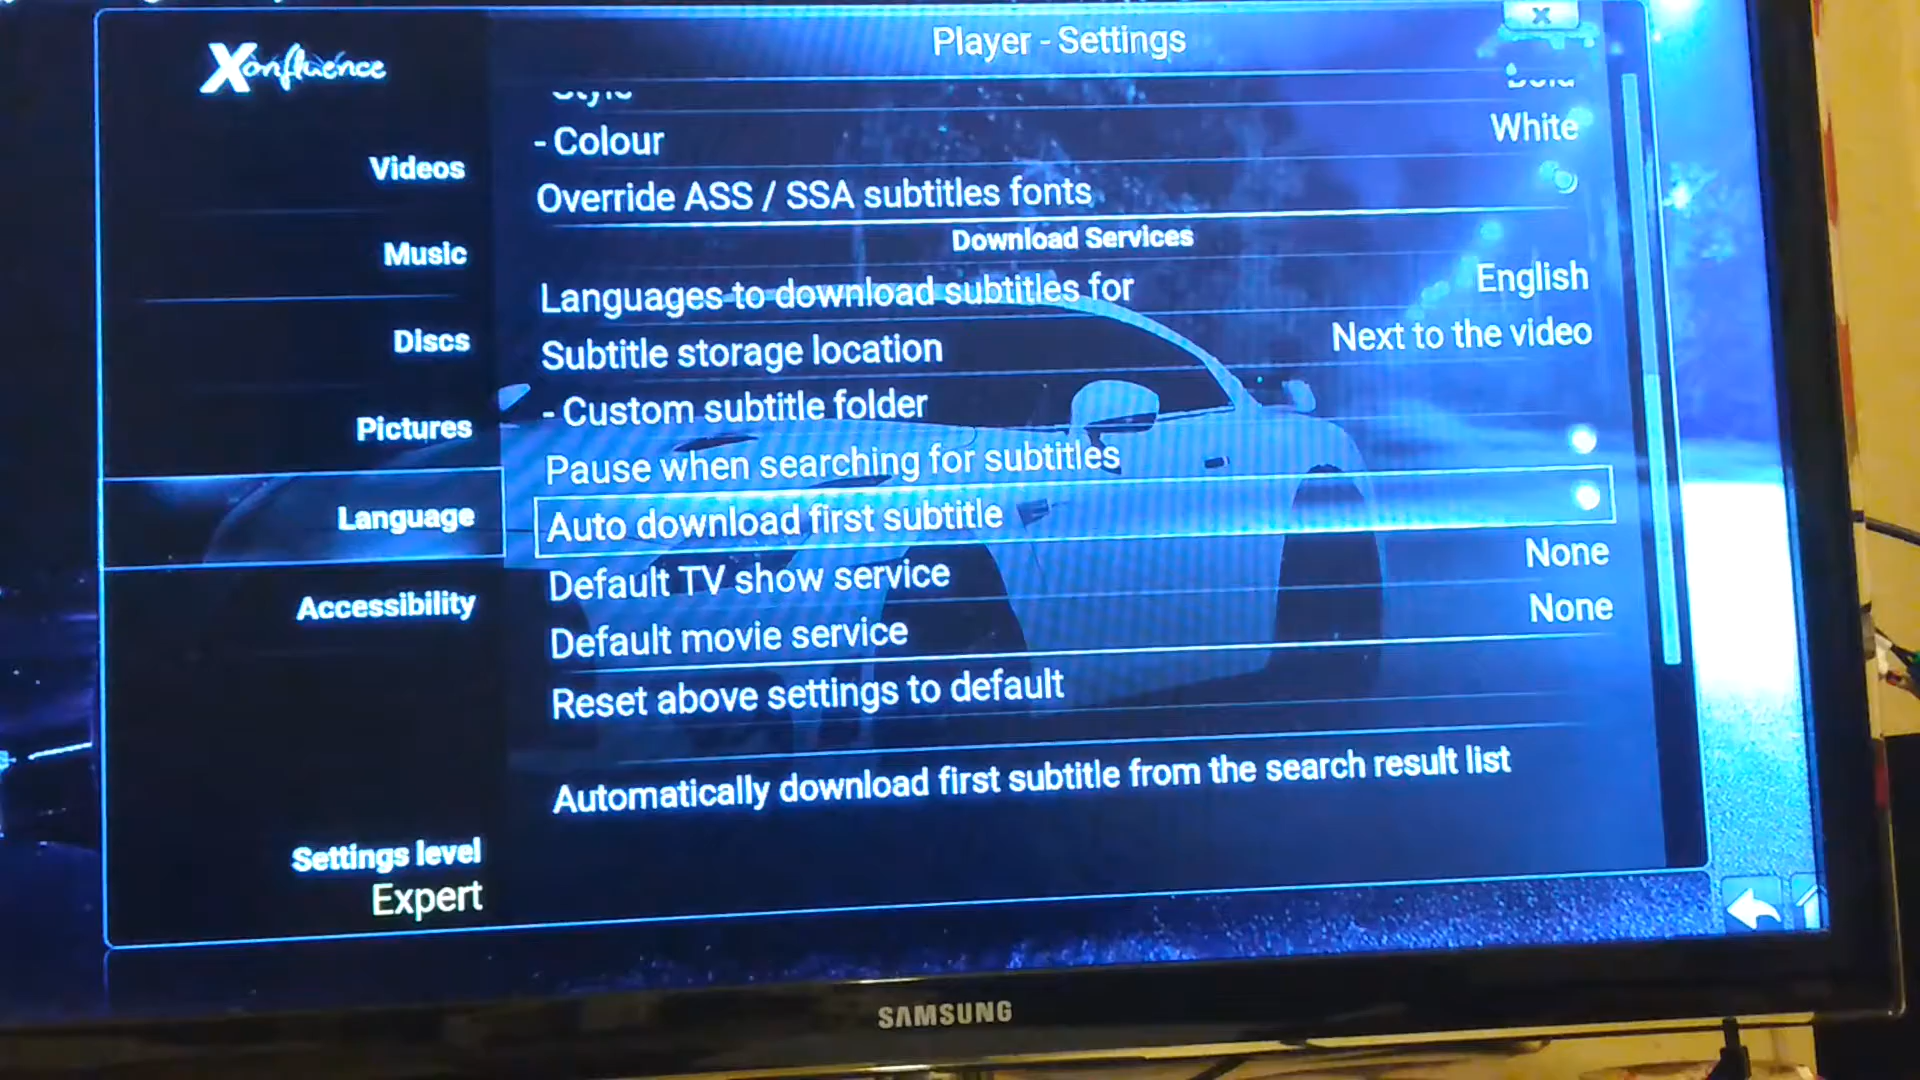 Xonfluence
Player - Settings
Style
Bold
Videos
Music
Discs
Pictures
Language
Accessibility
Settings level
Expert
- Colour
White
Override ASS / SSA subtitles fonts
Download Services
Languages to download subtitles for
English
Subtitle storage location
Next to the video
- Custom subtitle folder
Pause when searching for subtitles
Auto download first subtitle
Default TV show service
None
Default movie service
None
Reset above settings to default
Automatically download first subtitle from the search result list
SAMSUNG